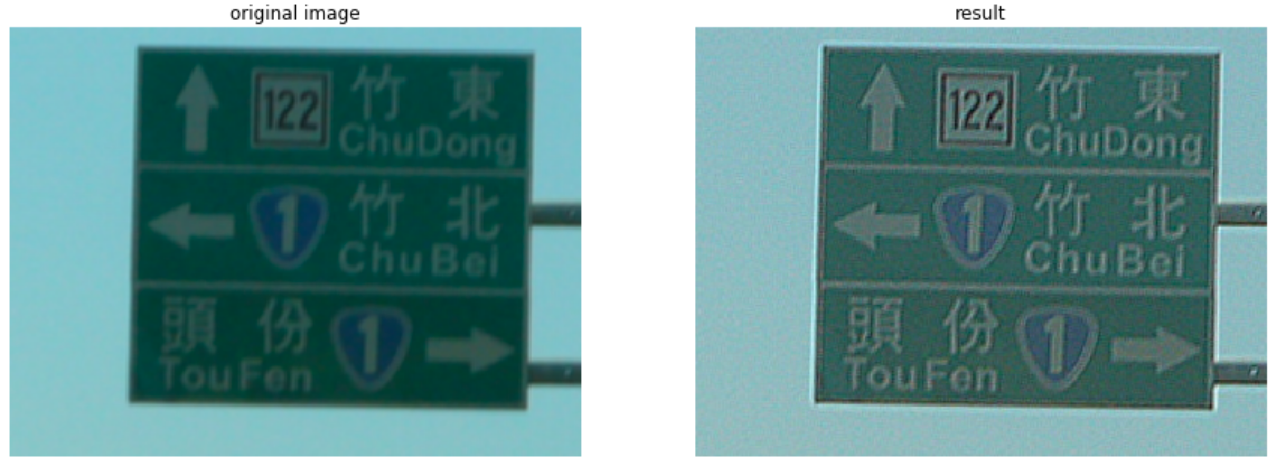 original image
122 竹東
ChuDong
1 竹北
ChuBei
頭份 1
TouFen
result
122 竹東
ChuDong
1 竹北
ChuBei
頭份 1
TouFen